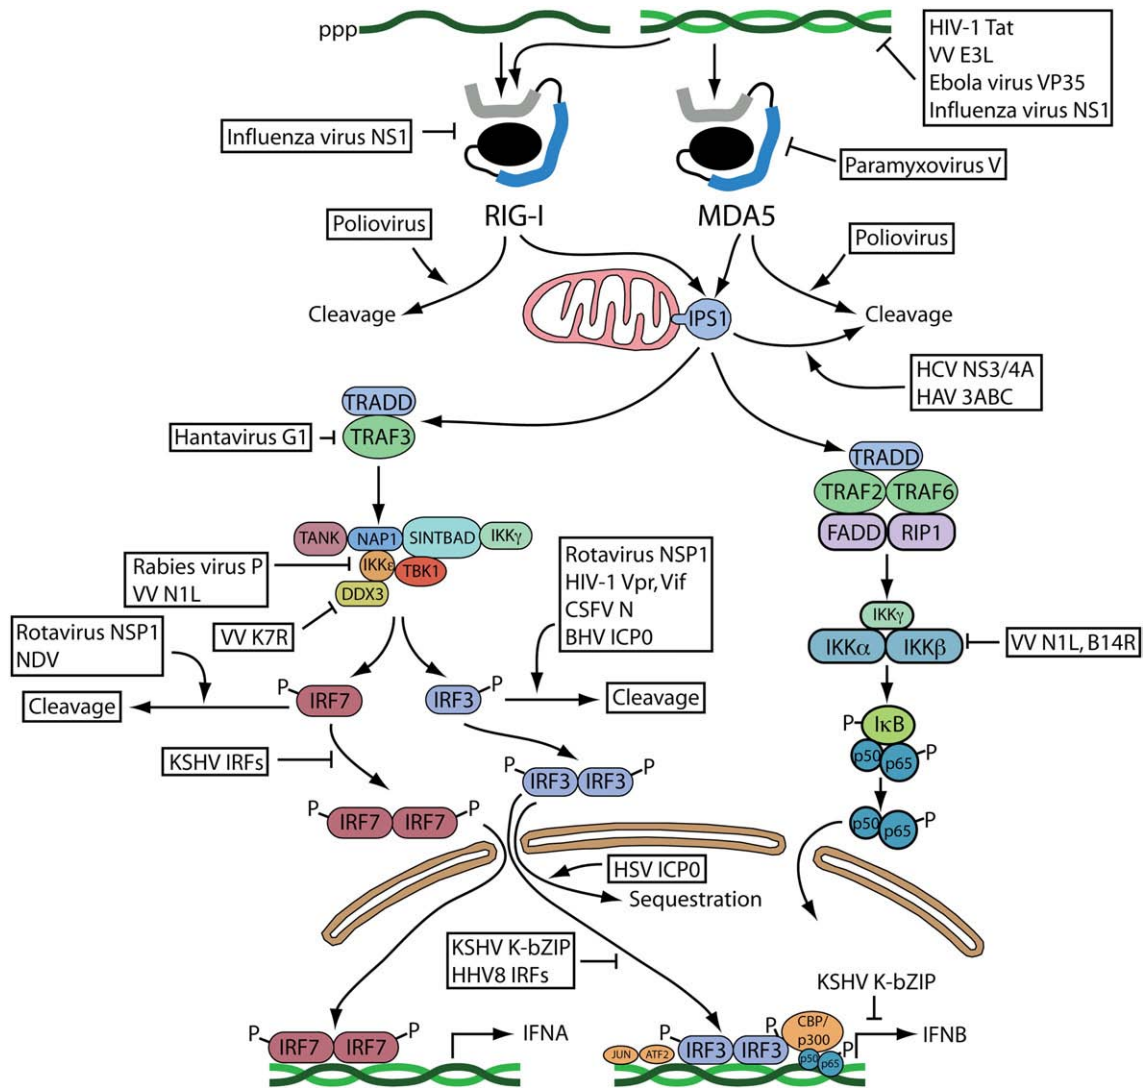 ppp
HIV-1 Tat
VV E3L
Ebola virus VP35
Influenza virus NS1
Influenza virus NS1
Paramyxovirus V
RIG-I
MDA5
Poliovirus
Poliovirus
Cleavage
IPS1
Cleavage
HCV NS3/4A
HAV 3ABC
TRADD
Hantavirus G1
TRAF3
TRADD
TRAF2
TRAF6
FADD
RIP1
TANK
NAP1
SINTBAD
IKKγ
Rabies virus P
VV N1L
IKKε
TBK1
DDX3
VV K7R
Rotavirus NSP1
HIV-1 Vpr, Vif
CSFV N
BHV ICP0
IKKγ
IKKα
IKKβ
VV N1L, B14R
Rotavirus NSP1
NDV
Cleavage
P
IRF7
IRF3
P
Cleavage
P
IκB
p50
p65
P
KSHV IRFs
P
IRF3
IRF3
P
P
IRF7
IRF7
P
p50
p65
P
HSV ICP0
Sequestration
KSHV K-bZIP
HHV8 IRFs
KSHV K-bZIP
P
IRF7
IRF7
P
IFNA
JUN
ATF2
P
IRF3
IRF3
P
CBP/
p300
p50
p65
P
IFNB